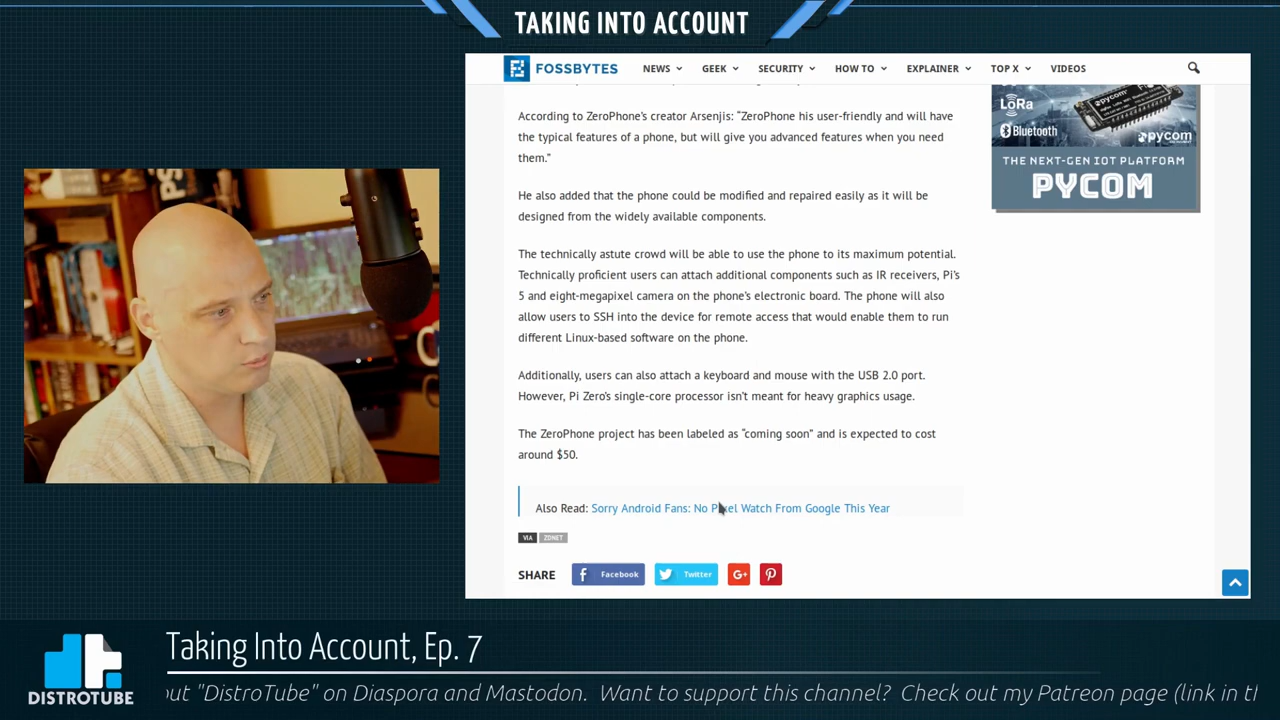 TAKING INTO ACCOUNT
FOSSBYTES
NEWS GEEK SECURITY HOW TO EXPLAINER TOP X VIDEOS
According to ZeroPhone's creator Arsenjis: “ZeroPhone his user-friendly and will have
the typical features of a phone, but will give you advanced features when you need
them.”
He also added that the phone could be modified and repaired easily as it will be
designed from the widely available components.
The technically astute crowd will be able to use the phone to its maximum potential.
Technically proficient users can attach additional components such as IR receivers, Pi's
5 and eight-megapixel camera on the phone's electronic board. The phone will also
allow users to SSH into the device for remote access that would enable them to run
different Linux-based software on the phone.
Additionally, users can also attach a keyboard and mouse with the USB 2.0 port.
However, Pi Zero's single-core processor isn't meant for heavy graphics usage.
The ZeroPhone project has been labeled as “coming soon” and is expected to cost
around $50.
Also Read: Sorry Android Fans: No Pixel Watch From Google This Year
VIA ZDNET
SHARE Facebook Twitter G+
LoRa
Bluetooth
pycom
pycom
THE NEXT-GEN IOT PLATFORM
PYCOM
Taking Into Account, Ep. 7
DISTROTUBE
out "DistroTube" on Diaspora and Mastodon. Want to support this channel? Check out my Patreon page (link in th